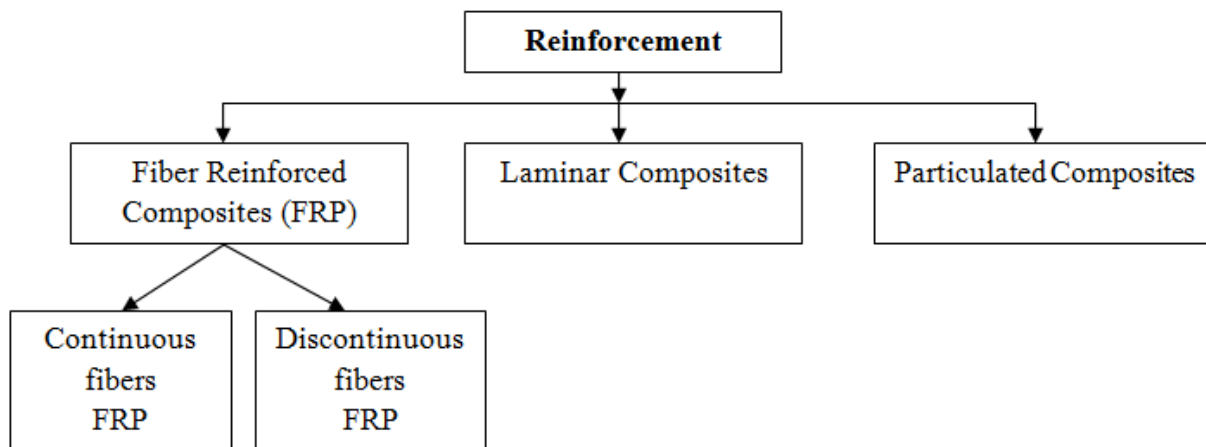 Reinforcement
Fiber Reinforced
Composites (FRP)
Laminar Composites
Particulated Composites
Continuous
fibers
FRP
Discontinuous
fibers
FRP